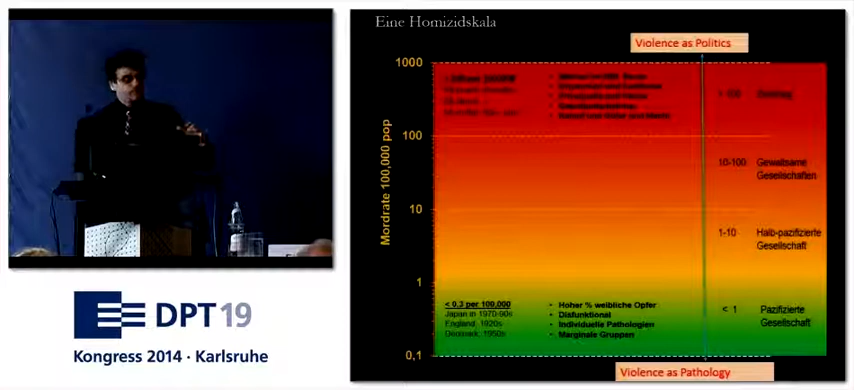 Eine Homizidskala
Violence as Politics
1000
100
10
1
0,1
Mordrate 100,000 pop
10-100 Gewaltsame
Gesellschaften
1-10 Halb-pazifizierte
Gesellschaft
< 1 Pazifizierte
Gesellschaft
< 0.3 per 100,000
Japan in 1970-90s
England, 1920s
Denmark, 1950s
• Hoher % weibliche Opfer
• Disfunktional
• Individuelle Pathologien
• Marginale Gruppen
Violence as Pathology
DPT 19
Kongress 2014 · Karlsruhe